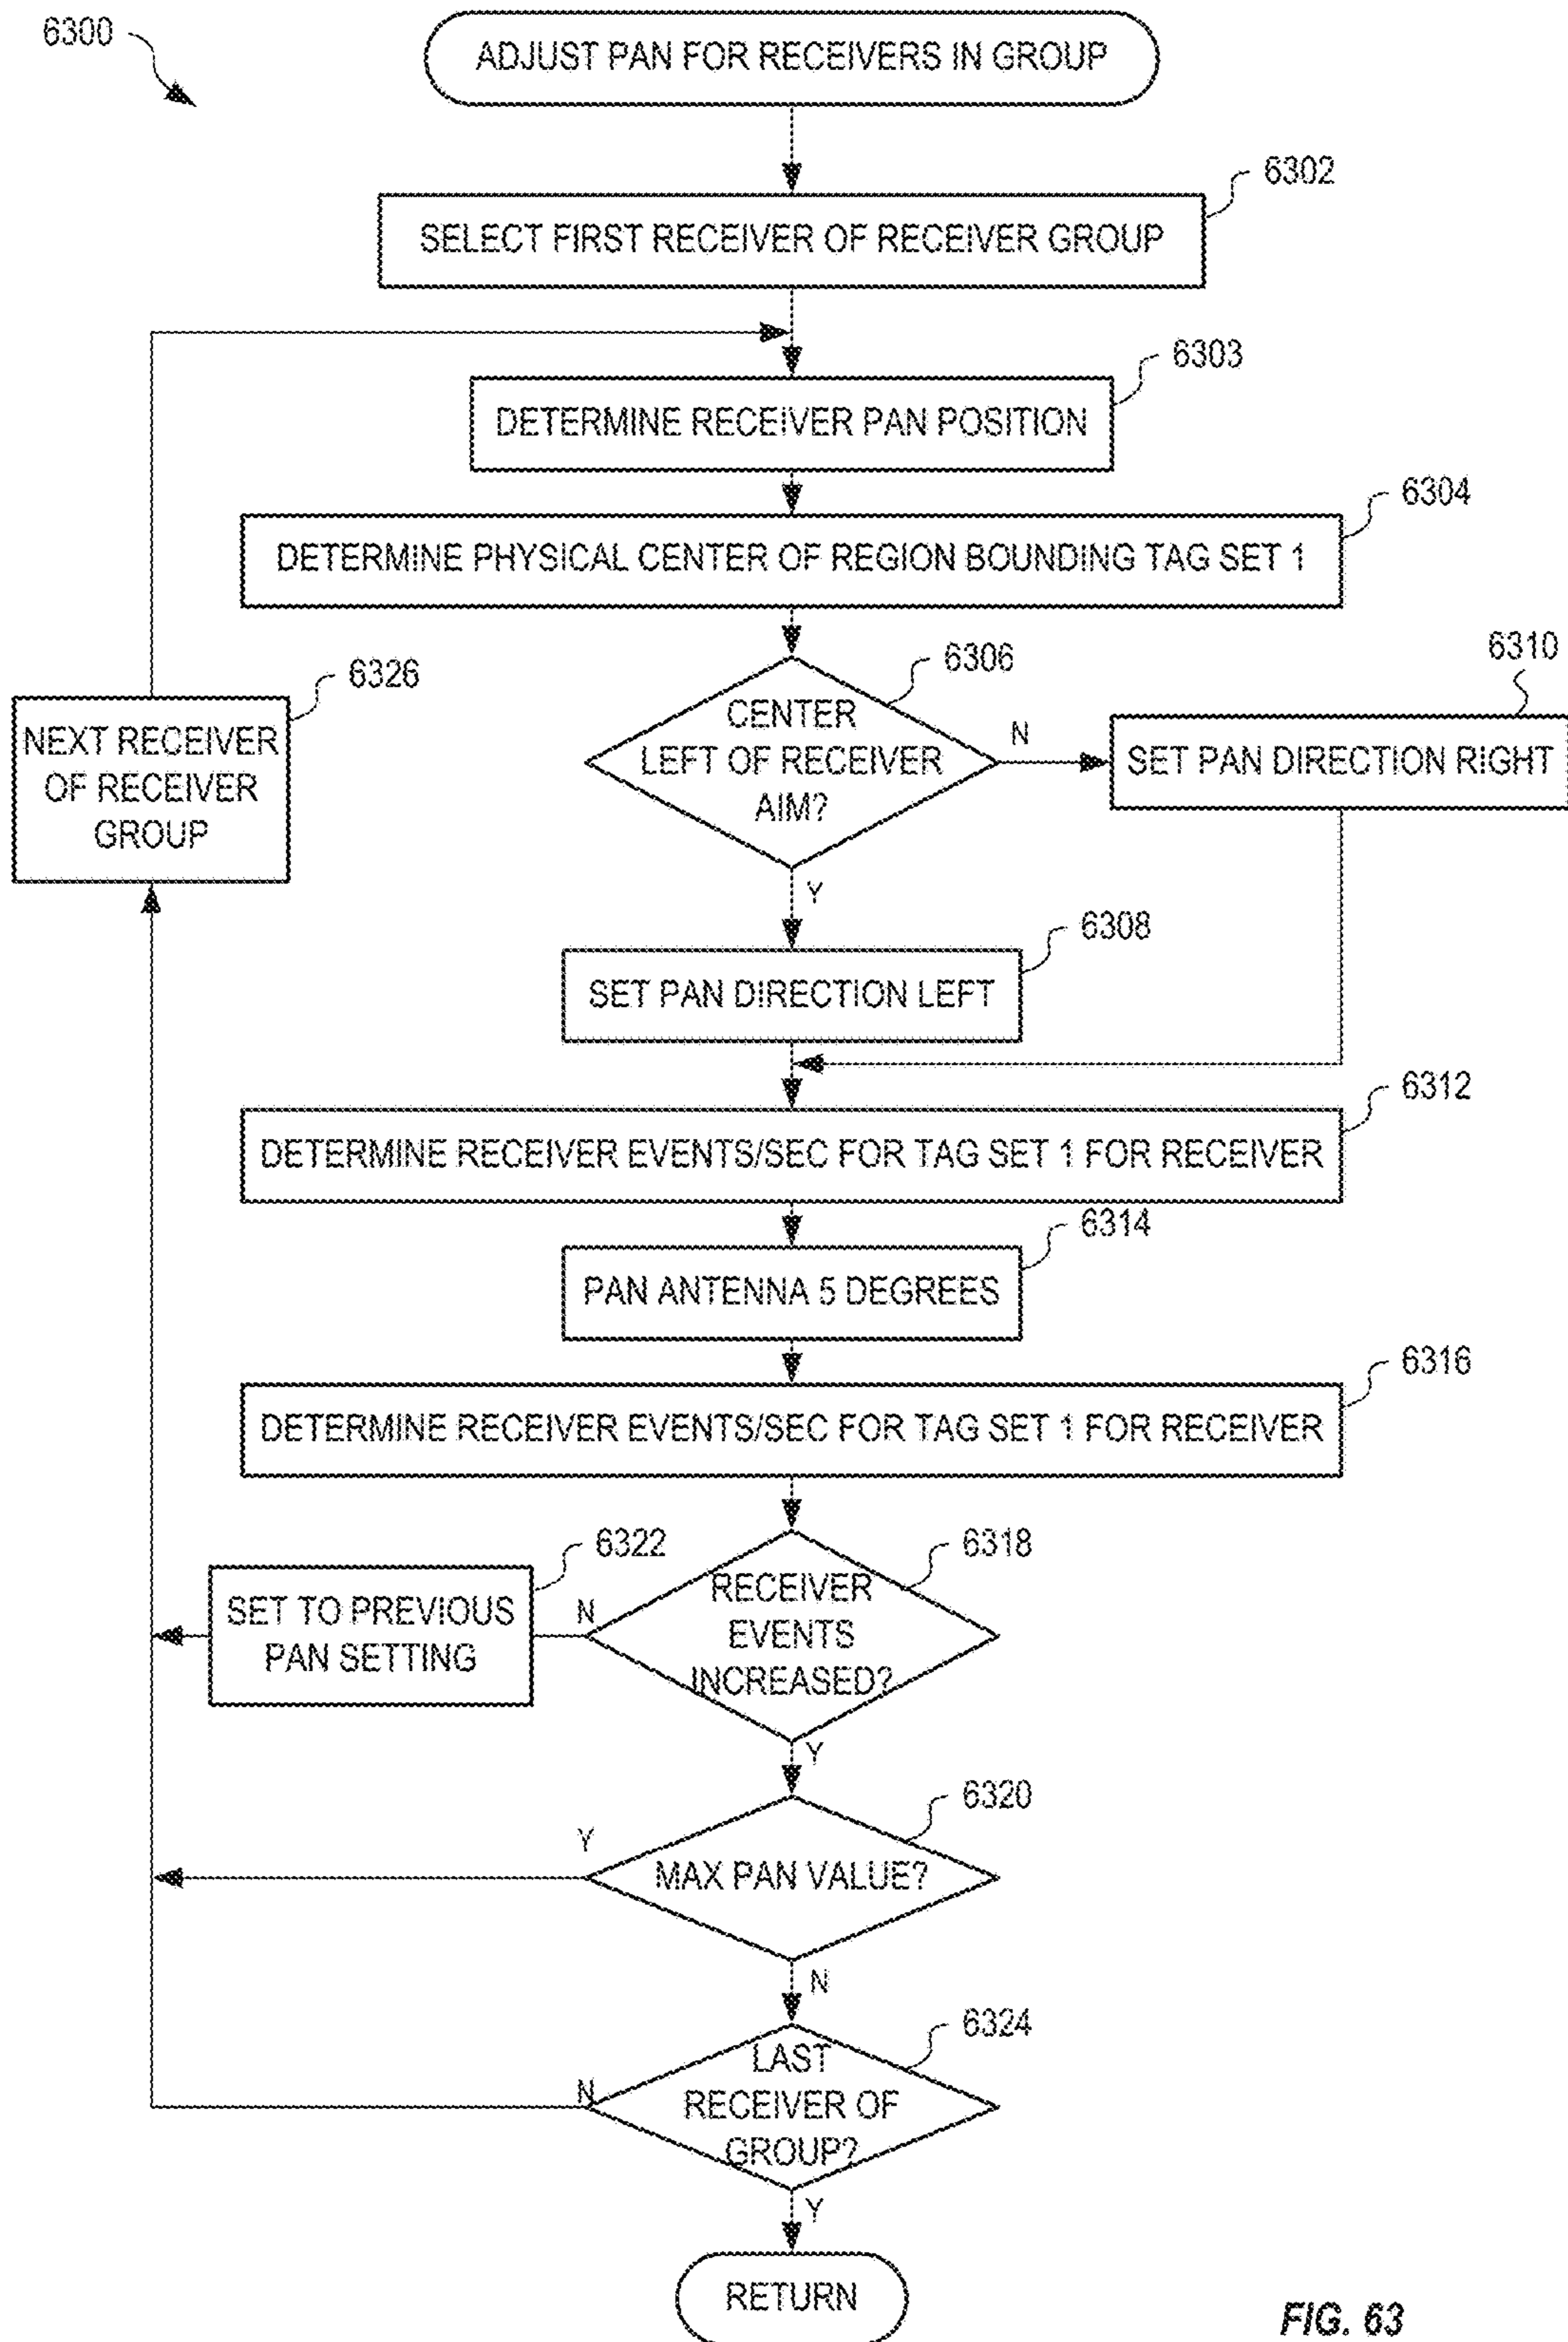 6300
ADJUST PAN FOR RECEIVERS IN GROUP
6302
SELECT FIRST RECEIVER OF RECEIVER GROUP
6303
DETERMINE RECEIVER PAN POSITION
6304
DETERMINE PHYSICAL CENTER OF REGION BOUNDING TAG SET 1
6306
CENTER
LEFT OF RECEIVER
AIM?
N
6310
SET PAN DIRECTION RIGHT
6326
NEXT RECEIVER
OF RECEIVER
GROUP
Y
6308
SET PAN DIRECTION LEFT
6312
DETERMINE RECEIVER EVENTS/SEC FOR TAG SET 1 FOR RECEIVER
6314
PAN ANTENNA 5 DEGREES
6316
DETERMINE RECEIVER EVENTS/SEC FOR TAG SET 1 FOR RECEIVER
6318
RECEIVER
EVENTS
INCREASED?
N
6322
SET TO PREVIOUS
PAN SETTING
Y
6320
MAX PAN VALUE?
Y
N
6324
LAST
RECEIVER OF
GROUP?
N
Y
RETURN
FIG. 63